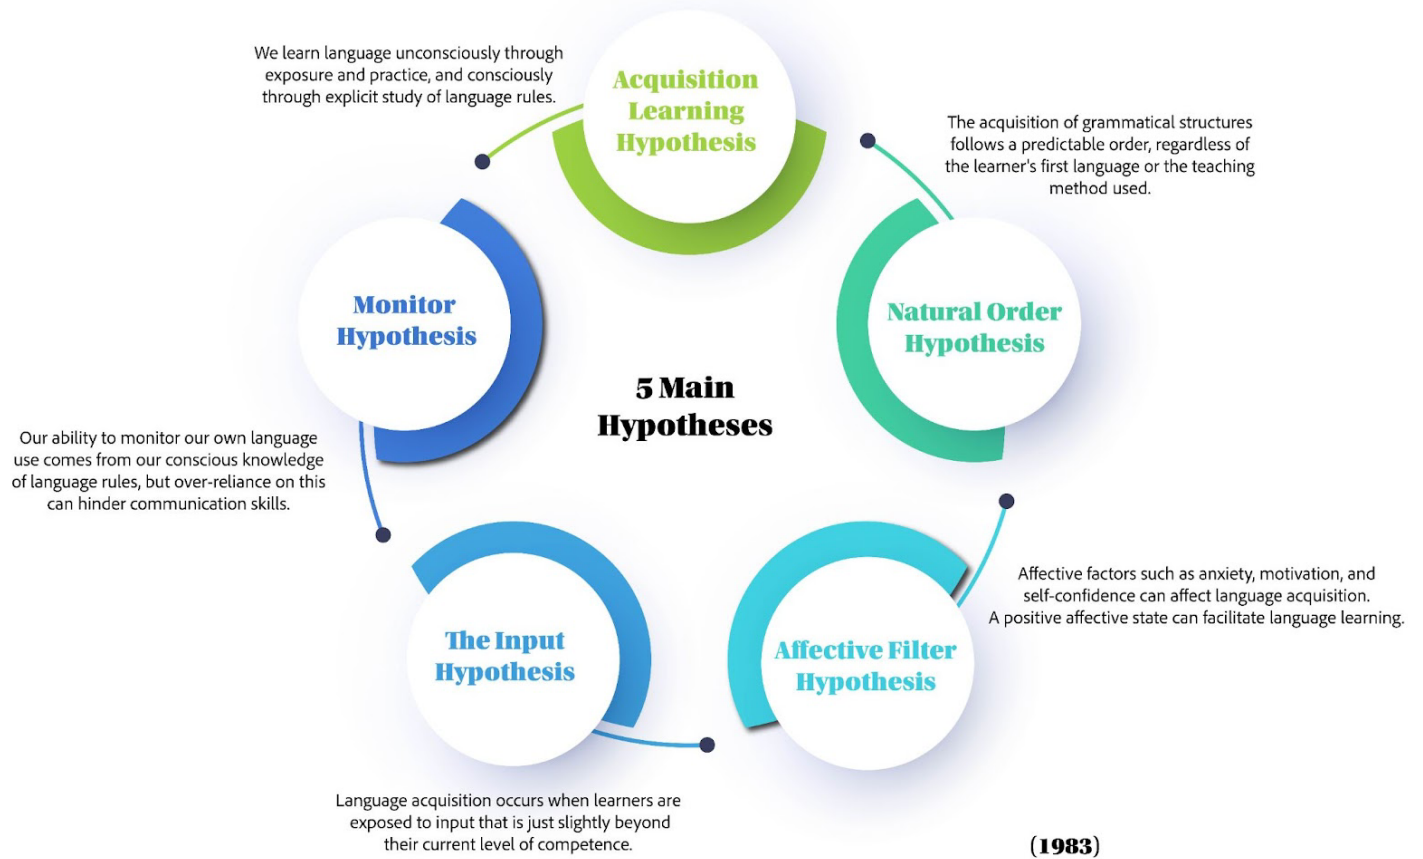 We learn language unconsciously through
exposure and practice, and consciously
through explicit study of language rules.
Acquisition
Learning
Hypothesis
The acquisition of grammatical structures
follows a predictable order, regardless of
the learner's first language or the teaching
method used.
Monitor
Hypothesis
Natural Order
Hypothesis
5 Main
Hypotheses
Our ability to monitor our own language
use comes from our conscious knowledge
of language rules, but over-reliance on this
can hinder communication skills.
Affective factors such as anxiety, motivation, and
self-confidence can affect language acquisition.
A positive affective state can facilitate language learning.
The Input
Hypothesis
Affective Filter
Hypothesis
Language acquisition occurs when learners are
exposed to input that is just slightly beyond
their current level of competence.
(1983)